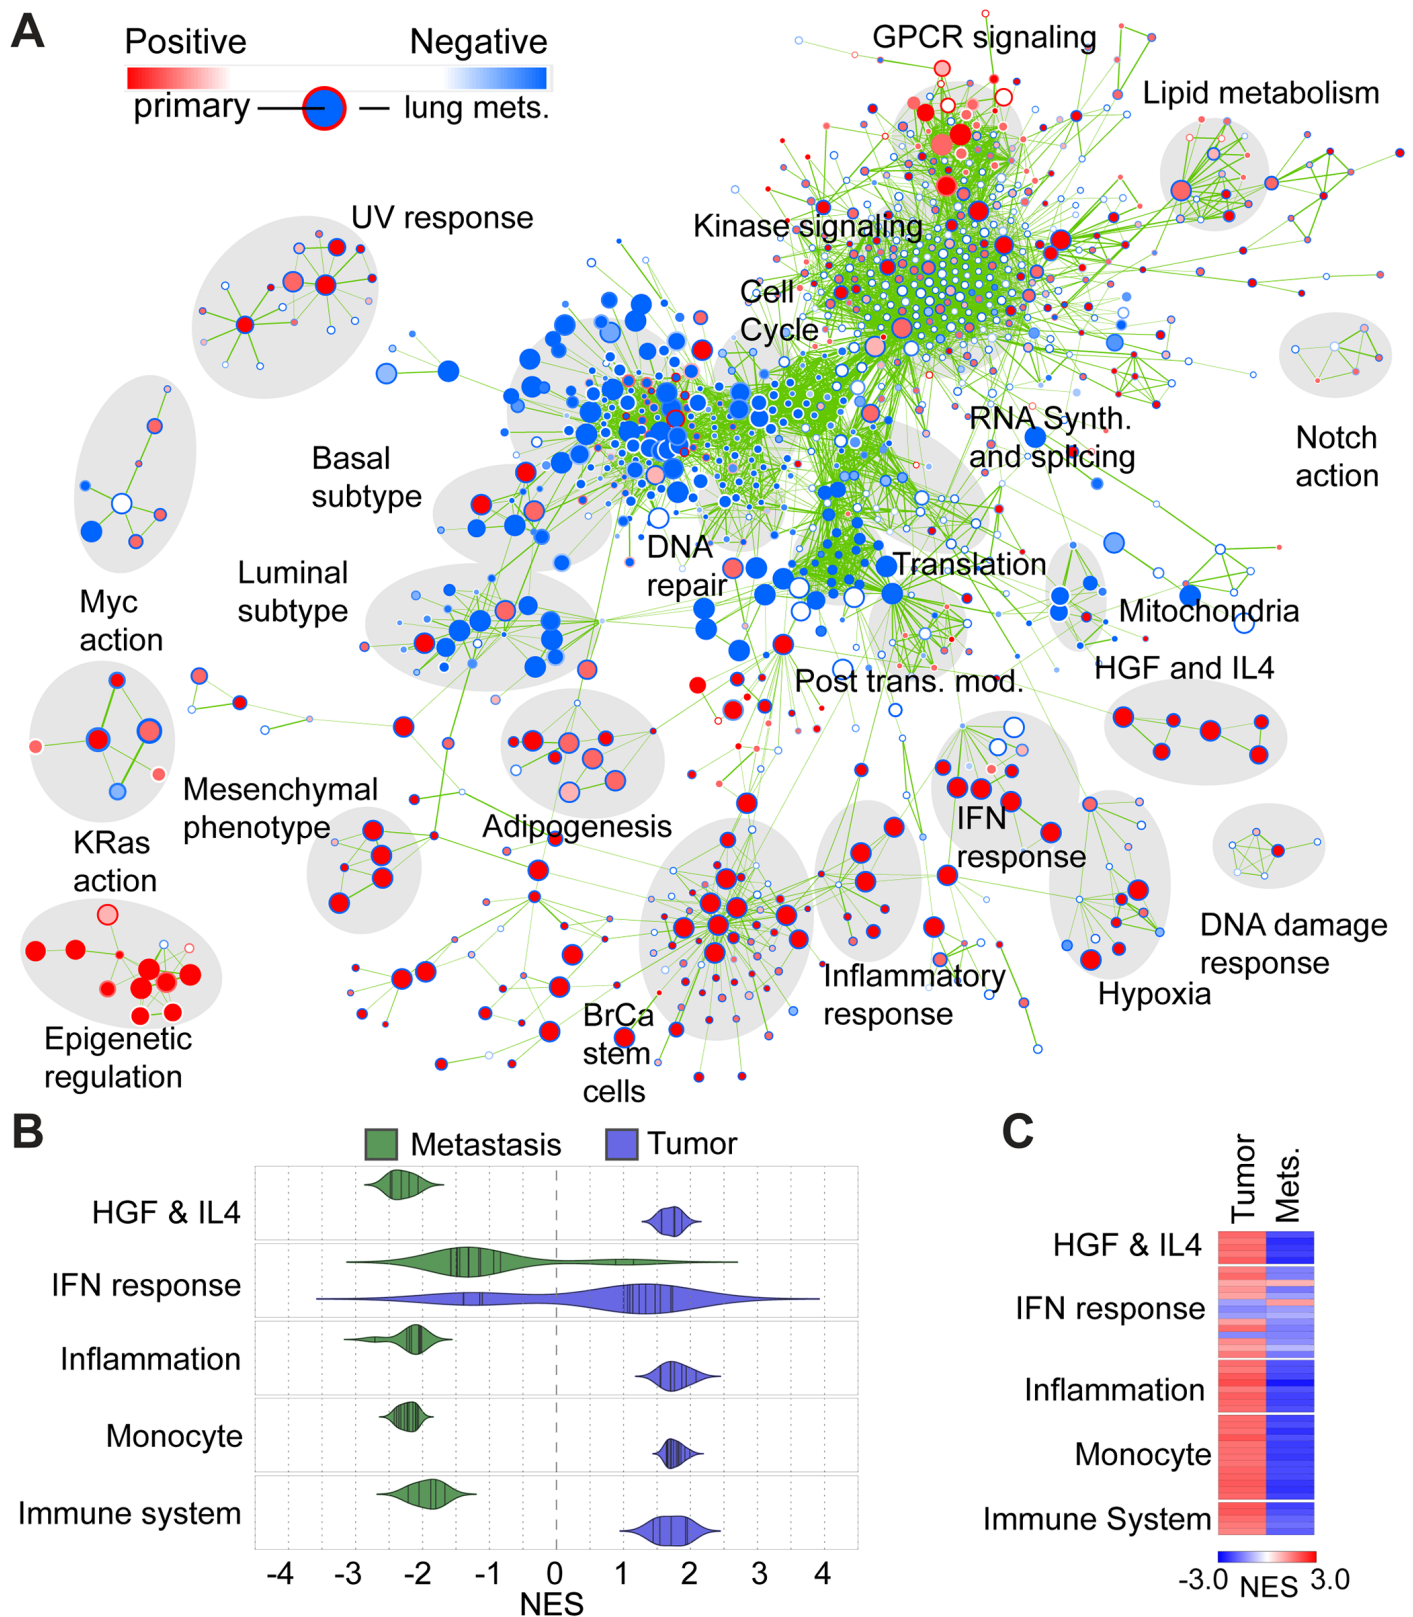 A
Positive
Negative
primary
lung mets.
GPCR signaling
Lipid metabolism
UV response
Kinase signaling
Cell
Cycle
RNA Synth.
and splicing
Notch
action
Basal
subtype
DNA
repair
Translation
Luminal
subtype
Myc
action
Mitochondria
HGF and IL4
Post trans. mod.
Mesenchymal
phenotype
Adipogenesis
IFN
response
KRas
action
DNA damage
response
Inflammatory
response
Hypoxia
BrCa
stem
cells
Epigenetic
regulation
B
Metastasis
Tumor
HGF & IL4
IFN response
Inflammation
Monocyte
Immune system
-4 -3 -2 -1 0 1 2 3 4
NES
C
Tumor
Mets.
HGF & IL4
IFN response
Inflammation
Monocyte
Immune System
-3.0 NES 3.0